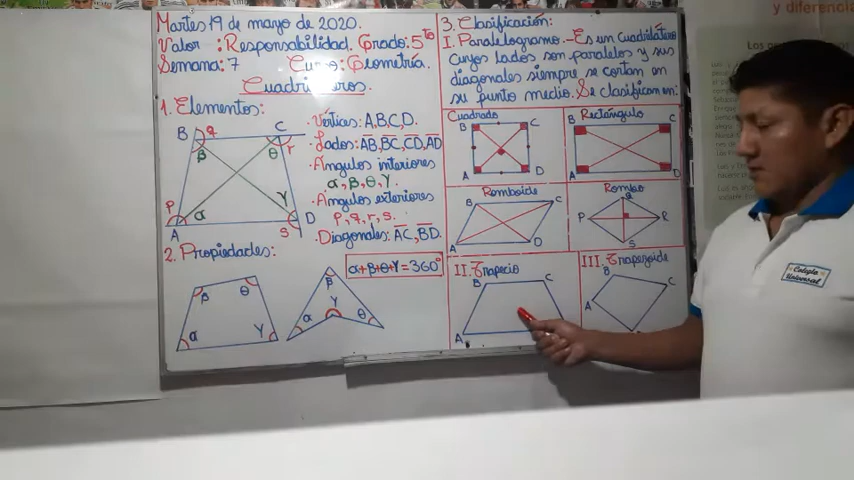 Martes 19 de mayo de 2020.
Valor : Responsabilidad. Grado: 5to
Semana: 7 Curso: Geometría.
Cuadriláteros.
1. Elementos:
B q C
β θ r
p α γ D
A s
· Vértices: A,B,C,D.
· Lados: AB, BC, CD, AD
· Ángulos interiores
α, β, θ, γ.
· Ángulos exteriores
p, q, r, s.
· Diagonales: AC, BD.
2. Propiedades:
α+β+θ+γ=360°
β θ
α γ
β
γ
α θ
3. Clasificación:
I. Paralelogramo.- Es un Cuadrilátero
cuyos lados son paralelos y sus
diagonales siempre se cortan en
su punto medio. Se clasifican en:
Cuadrado
B C
A D
Rectángulo
B C
A D
Romboide
B C
A D
Rombo
Q
P R
S
II. Trapecio
B C
A
III. Trapezoide
B C
A
Colegio
Universal
y diferenci